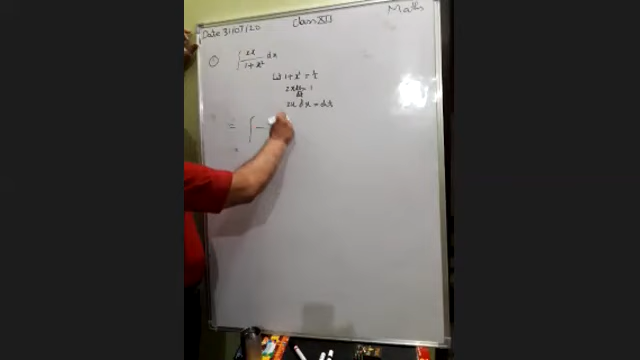 Date 31/07/20 Class XII Maths
① ∫ 2x/(1+x²) dx
Let 1+x² = t
2x dx/dt = 1
2x dx = dt
= ∫ —
=